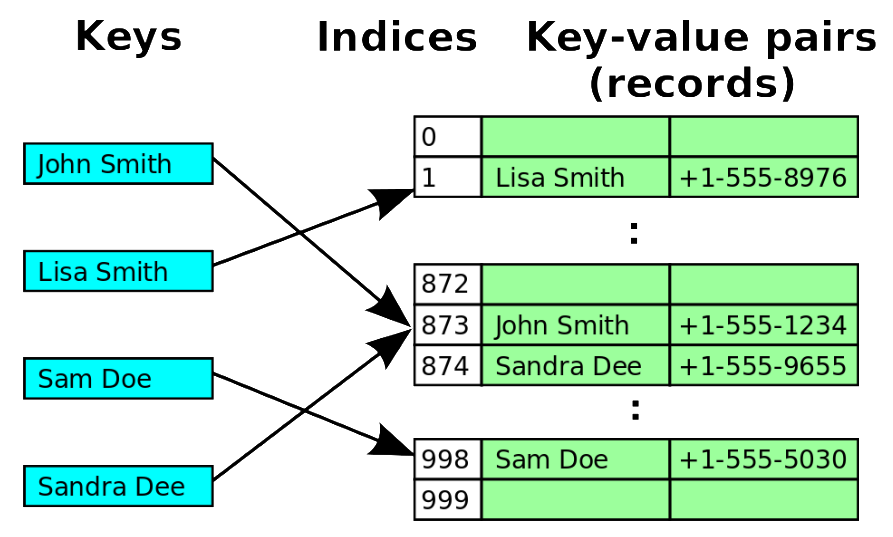 Keys
Indices
Key-value pairs
(records)
John Smith
Lisa Smith
Sam Doe
Sandra Dee
0
1 Lisa Smith +1-555-8976
:
872
873 John Smith +1-555-1234
874 Sandra Dee +1-555-9655
:
998 Sam Doe +1-555-5030
999